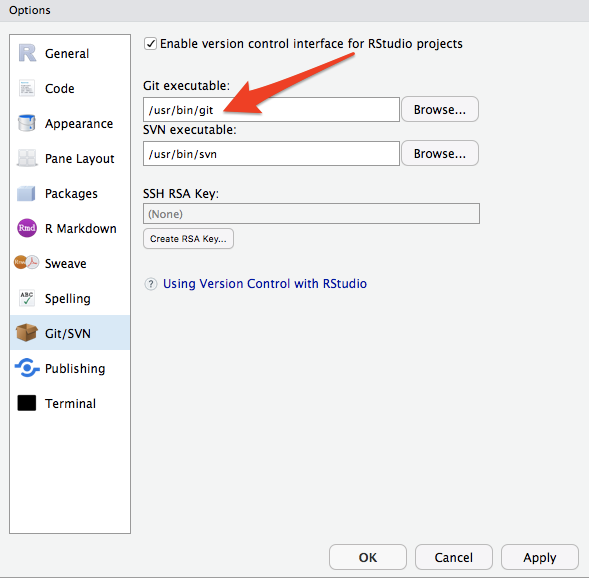 Options
General
Code
Appearance
Pane Layout
Packages
Rmd
R Markdown
Sweave
ABC
Spelling
Git/SVN
Publishing
Terminal
Enable version control interface for RStudio projects
Git executable:
/usr/bin/git
Browse...
SVN executable:
/usr/bin/svn
Browse...
SSH RSA Key:
(None)
Create RSA Key...
? Using Version Control with RStudio
OK
Cancel
Apply